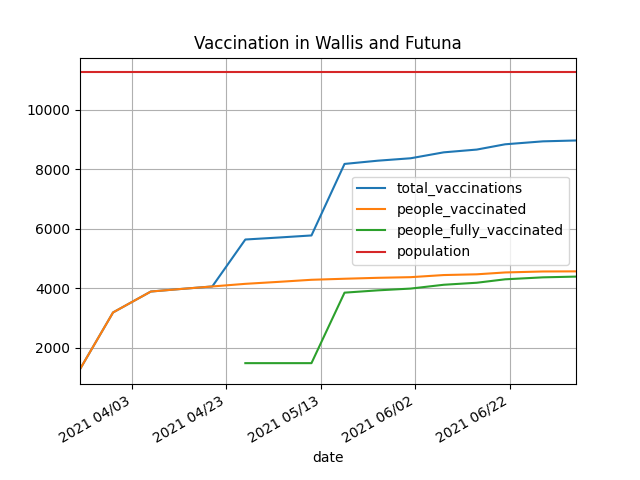 Vaccination in Wallis and Futuna
10000
8000
6000
4000
2000
total_vaccinations
people_vaccinated
people_fully_vaccinated
population
2021 04/03
2021 04/23
2021 05/13
2021 06/02
2021 06/22
date